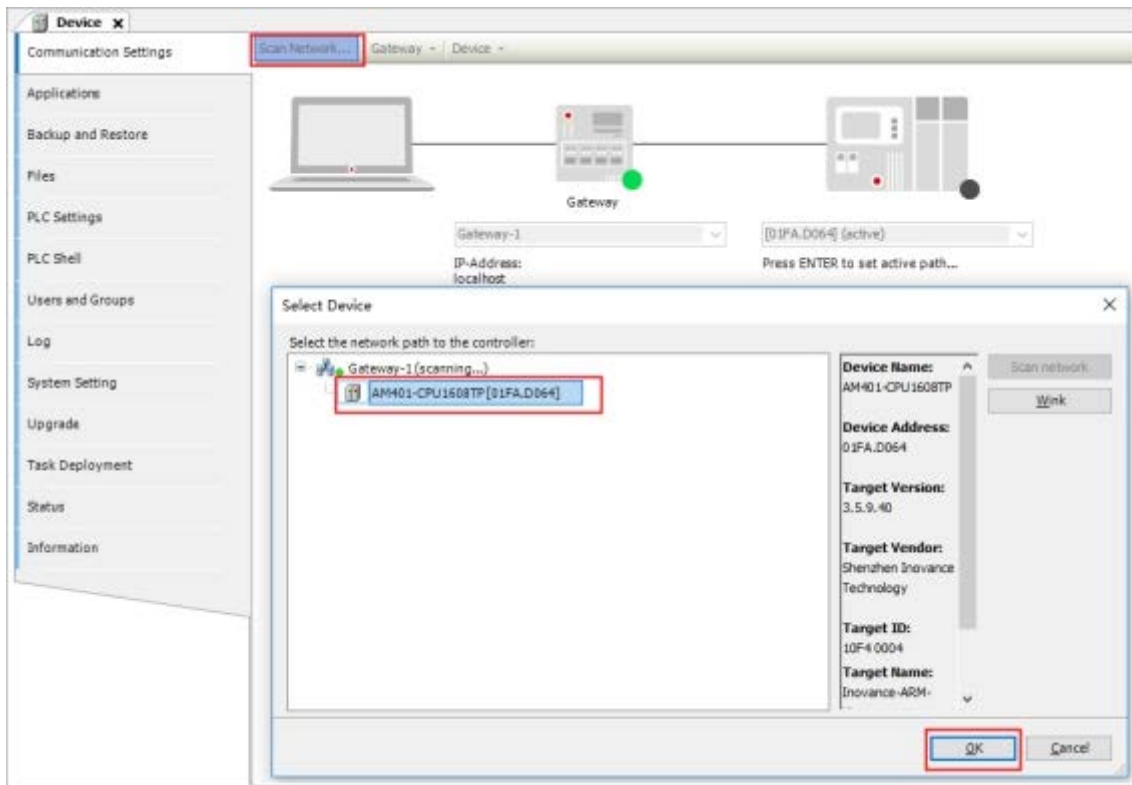 Device
Communication Settings
Applications
Backup and Restore
Files
PLC Settings
PLC Shell
Users and Groups
Log
System Setting
Upgrade
Task Deployment
Status
Information
Scan Network...
Gateway
Device
Gateway
Gateway-1
IP-Address:
localhost
[01FA.D064] (active)
Press ENTER to set active path...
Select Device
Select the network path to the controller:
Gateway-1 (scanning...)
AM401-CPU1608TP [01FA.D064]
Device Name:
AM401-CPU1608TP
Device Address:
01FA.D064
Target Version:
3.5.9.40
Target Vendor:
Shenzhen Inovance
Technology
Target ID:
10F4 0004
Target Name:
Inovance-ARM-
Scan network
Wink
OK
Cancel